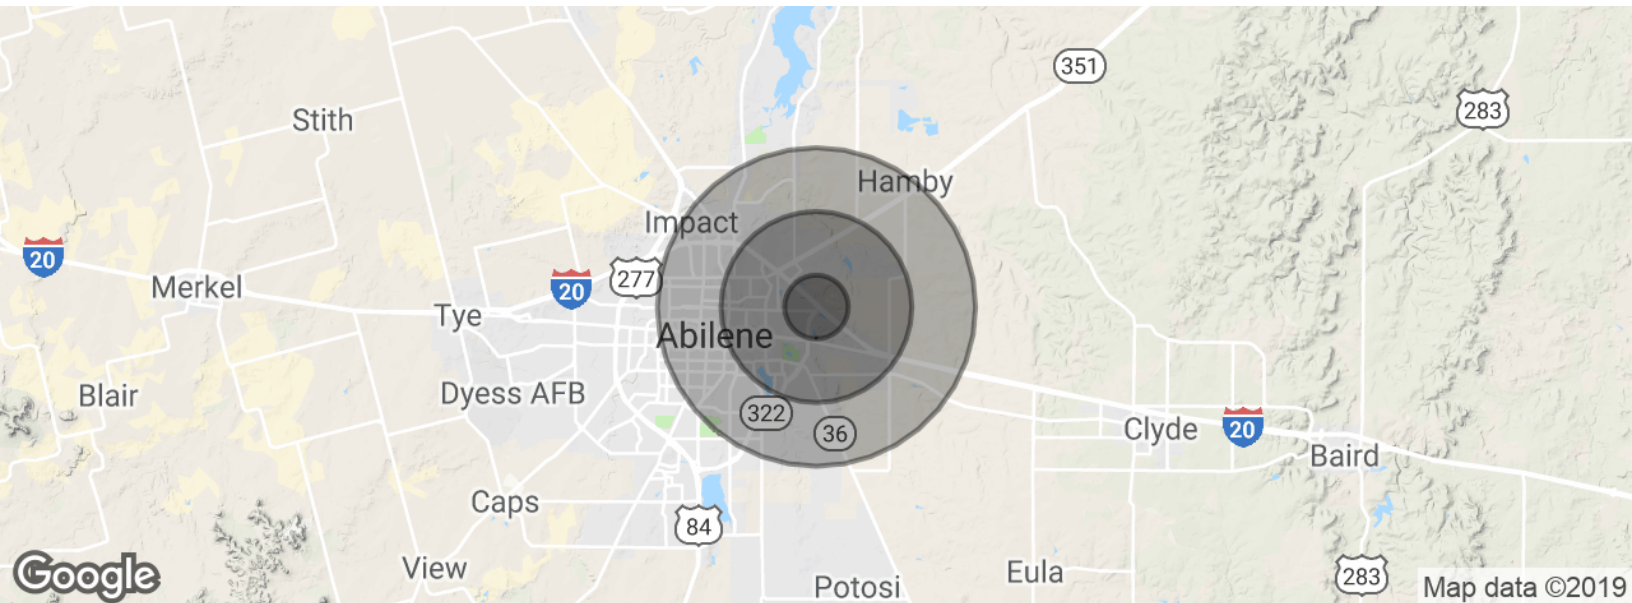 351
283
Stith
Hamby
Impact
20
277
20
Merkel
Tye
Abilene
Blair
Dyess AFB
322
36
Clyde
20
Baird
Caps
84
View
Eula
283
Google
Potosi
Map data ©2019